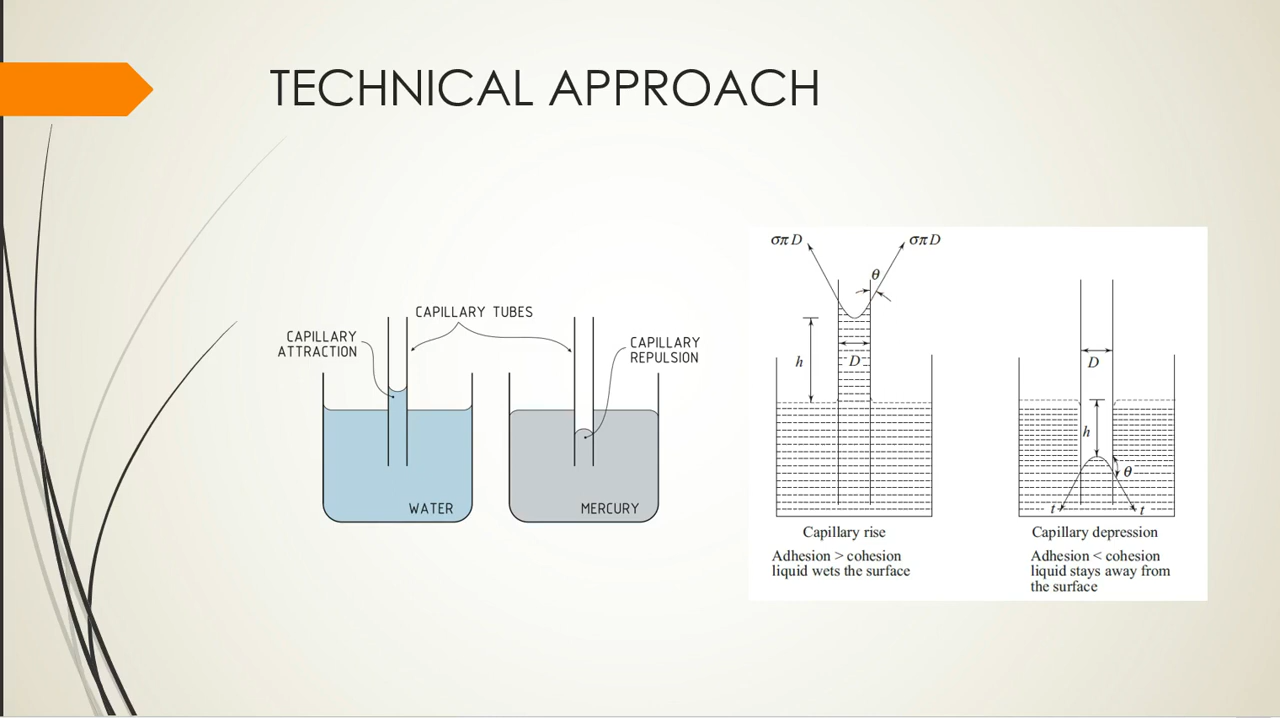 TECHNICAL APPROACH
CAPILLARY TUBES
CAPILLARY
ATTRACTION
CAPILLARY
REPULSION
WATER
MERCURY
σπD
σπD
θ
h
D
D
h
θ
t
t
Capillary rise
Adhesion > cohesion
liquid wets the surface
Capillary depression
Adhesion < cohesion
liquid stays away from
the surface